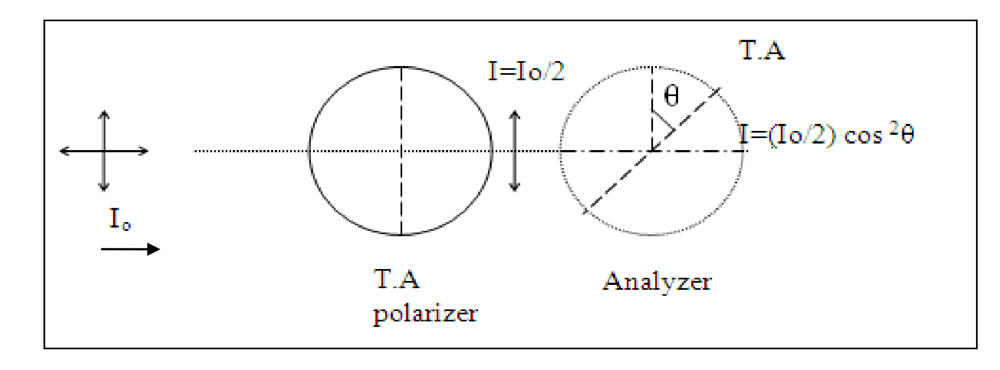 T.A
I=Io/2
θ
I=(Io/2) cos ²θ
Iₒ
T.A
polarizer
Analyzer